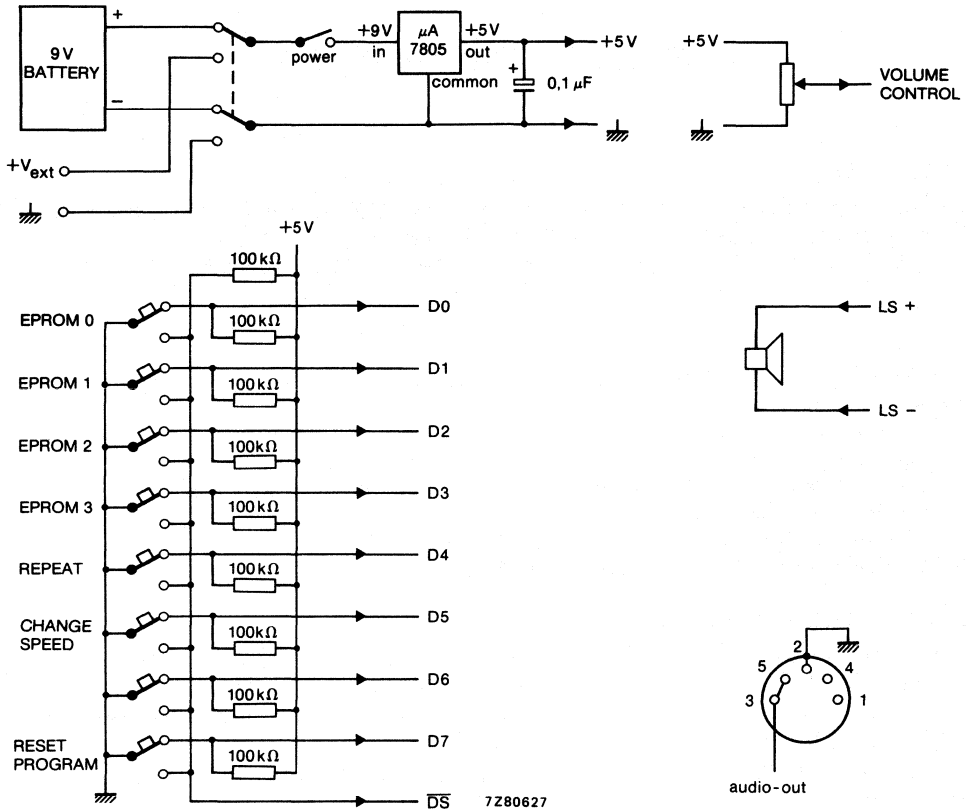 +
9V
BATTERY
−
+9V
in
power
μA
7805
+5V
out
common
+
0,1 μF
+5V
+5V
VOLUME
CONTROL
+Vext
+5V
100 kΩ
EPROM 0
D0
100 kΩ
EPROM 1
D1
100 kΩ
EPROM 2
D2
100 kΩ
EPROM 3
D3
100 kΩ
REPEAT
D4
100 kΩ
CHANGE
SPEED
D5
100 kΩ
D6
100 kΩ
RESET
PROGRAM
D7
100 kΩ
DS
7Z80627
LS +
LS −
2
5
4
3
1
audio-out